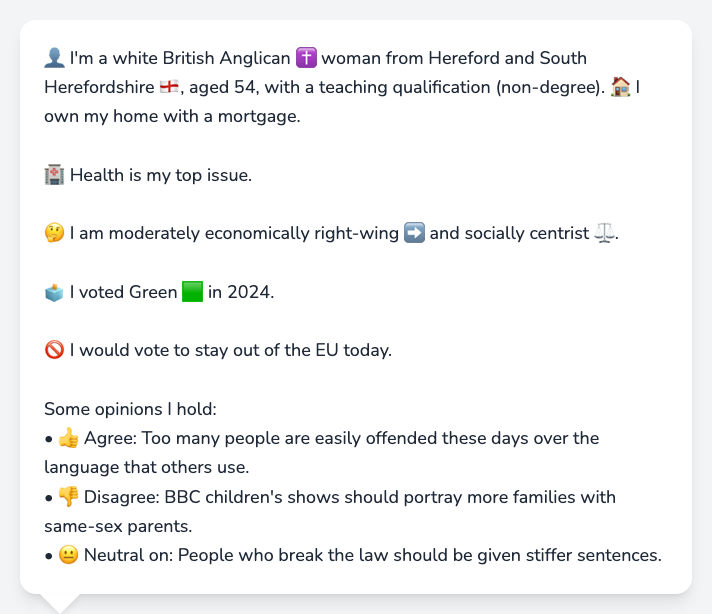 👤 I'm a white British Anglican ✝️ woman from Hereford and South
Herefordshire 🏴󠁧󠁢󠁥󠁮󠁧󠁿, aged 54, with a teaching qualification (non-degree). 🏠 I
own my home with a mortgage.
🏥 Health is my top issue.
🤔 I am moderately economically right-wing ➡️ and socially centrist ⚖️.
🗳️ I voted Green 🟩 in 2024.
🚫 I would vote to stay out of the EU today.
Some opinions I hold:
• 👍 Agree: Too many people are easily offended these days over the
language that others use.
• 👎 Disagree: BBC children's shows should portray more families with
same-sex parents.
• 😐 Neutral on: People who break the law should be given stiffer sentences.